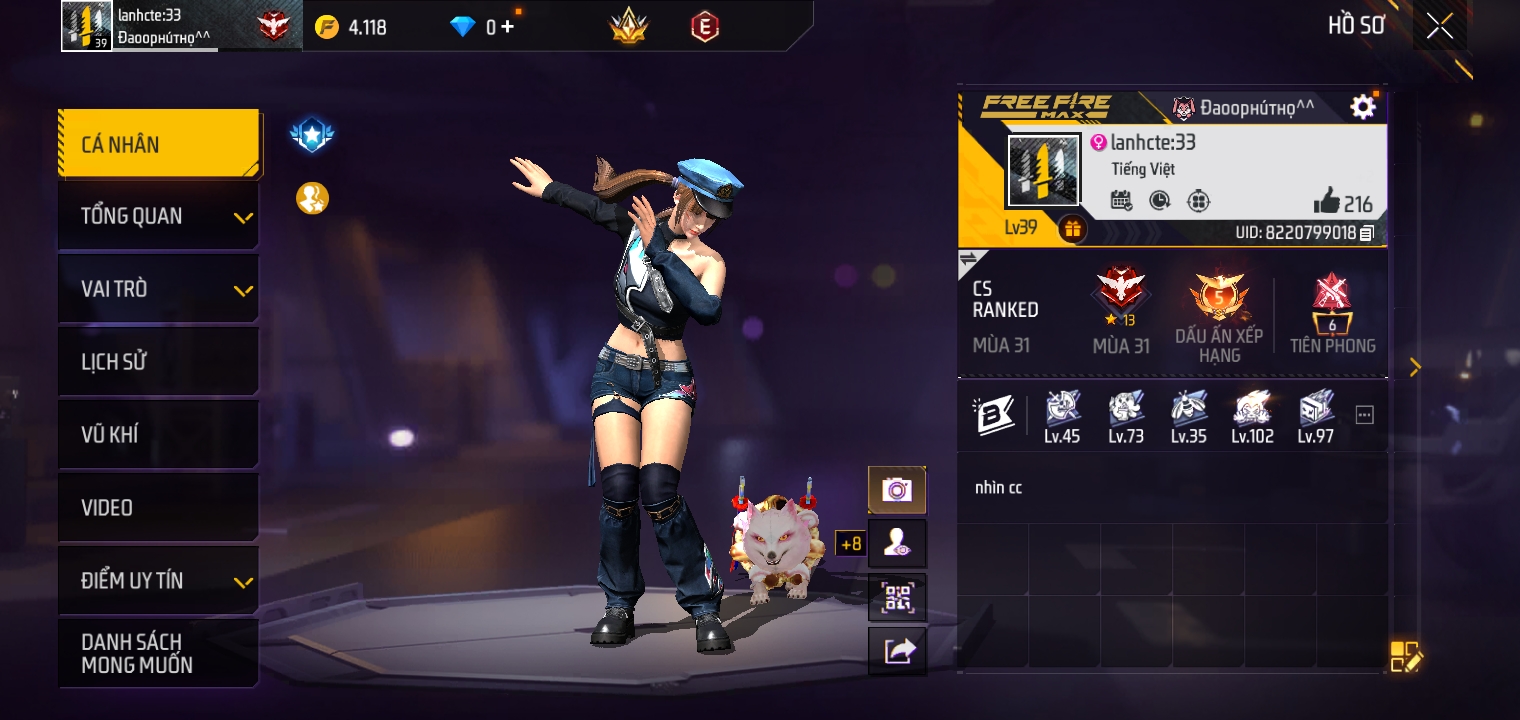 lanhcte:33
39
Đaoophúthọ^^
4.118
0 +
E
HỒ SƠ
CÁ NHÂN
TỔNG QUAN
VAI TRÒ
LỊCH SỬ
VŨ KHÍ
VIDEO
ĐIỂM UY TÍN
DANH SÁCH
MONG MUỐN
+8
FREE FIRE
MAX
Đaoophúthọ^^
lanhcte:33
Tiếng Việt
216
Lv39
UID: 8220799018
CS
RANKED
MÙA 31
13
MÙA 31
5
DẤU ẤN XẾP
HẠNG
6
TIÊN PHONG
B
Lv.45
Lv.73
Lv.35
Lv.102
Lv.97
nhìn cc